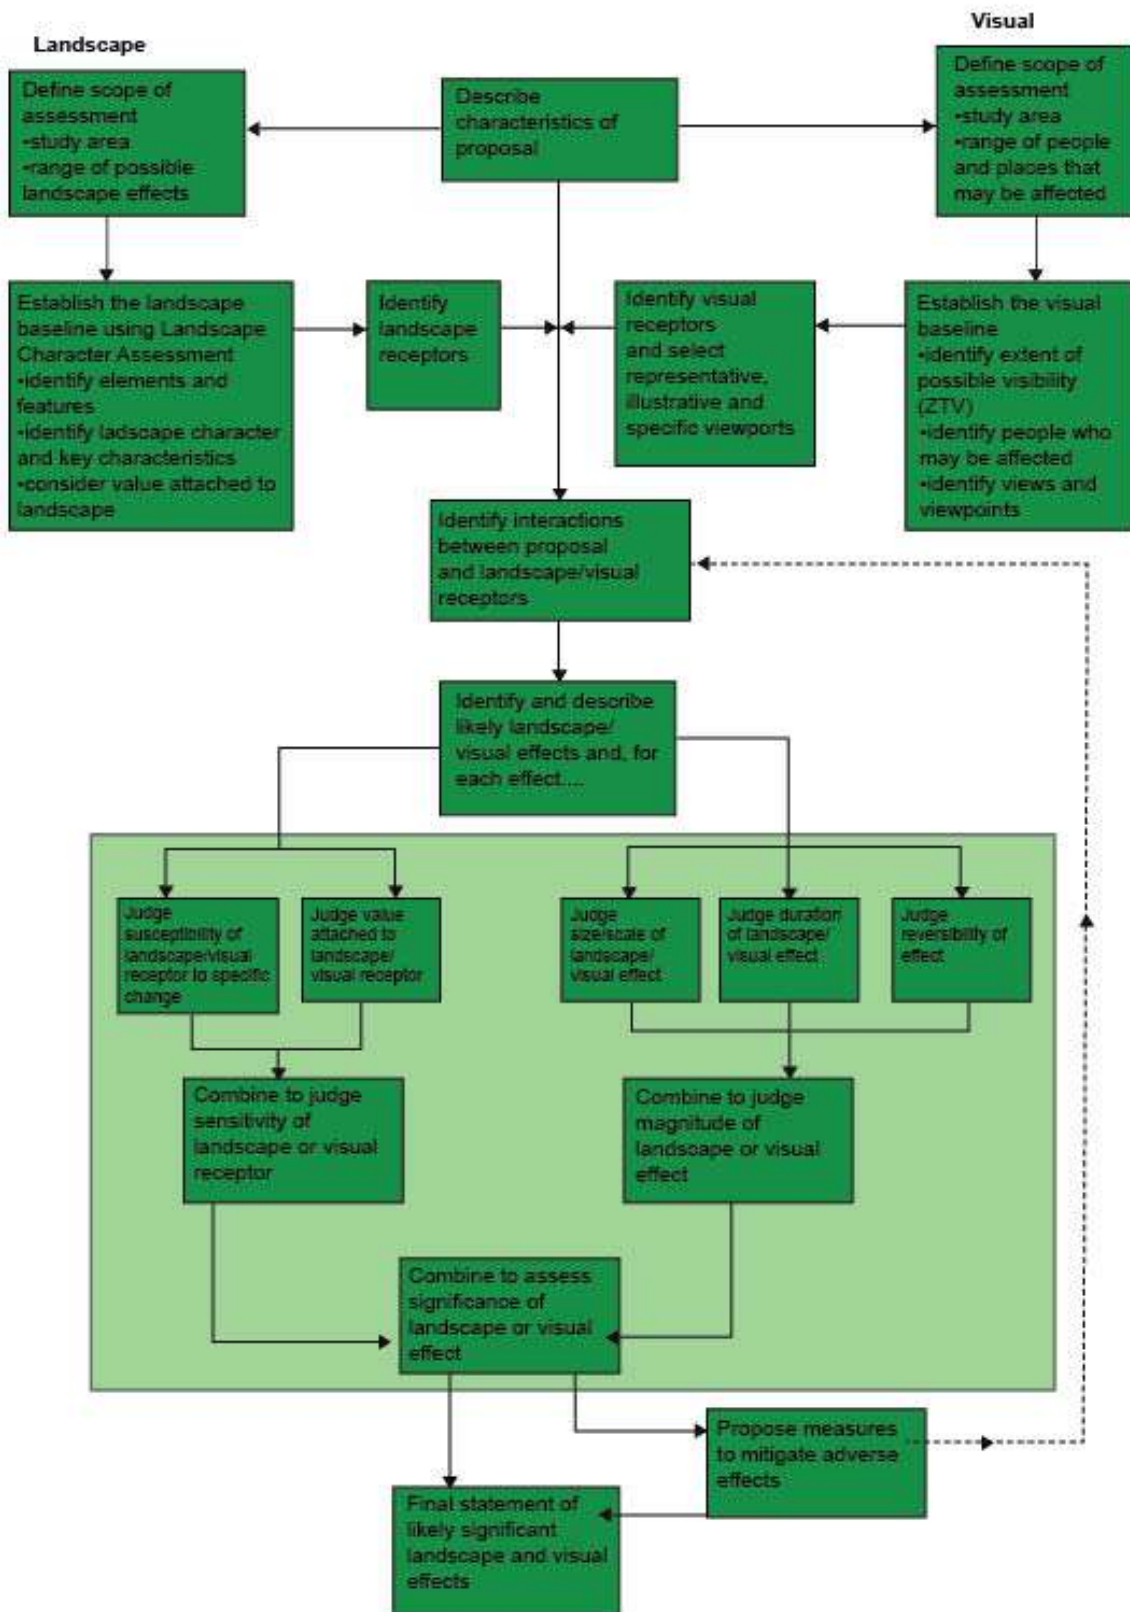 Landscape
Visual
Define scope of
assessment
•study area
•range of possible
landscape effects
Describe
characteristics of
proposal
Define scope of
assessment
•study area
•range of people
and places that
may be affected
Establish the landscape
baseline using Landscape
Character Assessment
•identify elements and
features
•identify ladscape character
and key characteristics
•consider value attached to
landscape
Identify
landscape
receptors
Identify visual
receptors
and select
representative,
illustrative and
specific viewports
Establish the visual
baseline
•identify extent of
possible visibility
(ZTV)
•identify people who
may be affected
•identify views and
viewpoints
Identify interactions
between proposal
and landscape/visual
receptors
Identify and describe
likely landscape/
visual effects and, for
each effect....
Judge
susceptibility of
landscape/visual
receptor to specific
change
Judge value
attached to
landscape/
visual receptor
Judge
size/scale of
landscape/
visual effect
Judge duration
of landscape/
visual effect
Judge
reversibility of
effect
Combine to judge
sensitivity of
landscape or visual
receptor
Combine to judge
magnitude of
landscape or visual
effect
Combine to assess
significance of
landscape or visual
effect
Propose measures
to mitigate adverse
effects
Final statement of
likely significant
landscape and visual
effects